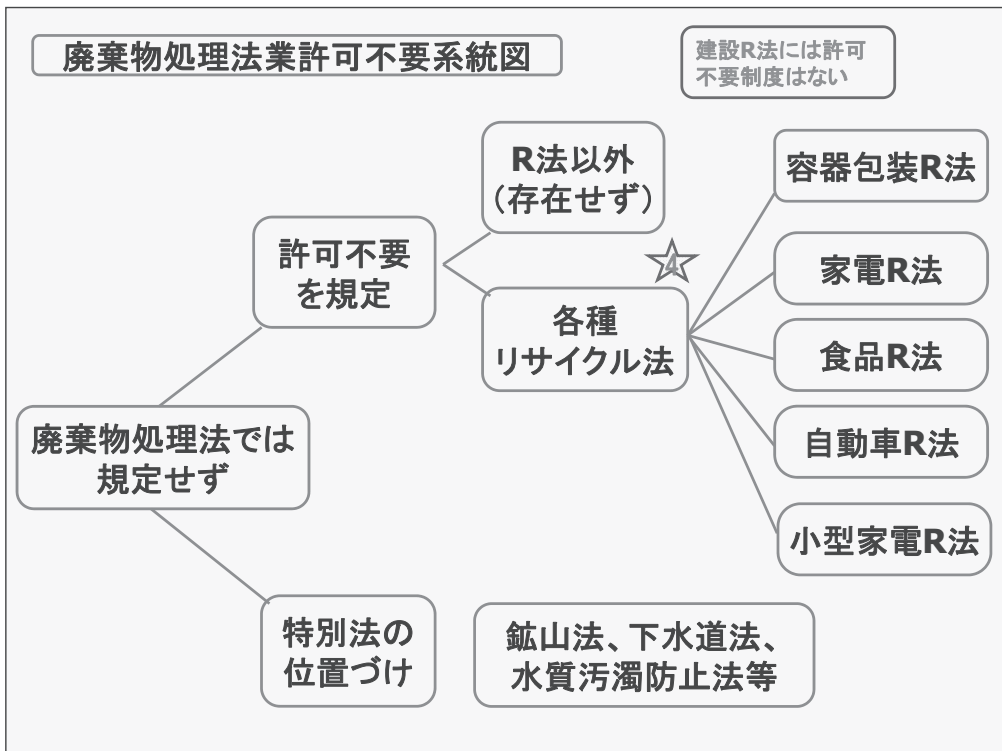 廃棄物処理法業許可不要系統図
建設R法には許可
不要制度はない
R法以外
（存在せず）
許可不要
を規定
4
各種
リサイクル法
容器包装R法
家電R法
食品R法
自動車R法
小型家電R法
廃棄物処理法では
規定せず
特別法の
位置づけ
鉱山法、下水道法、
水質汚濁防止法等